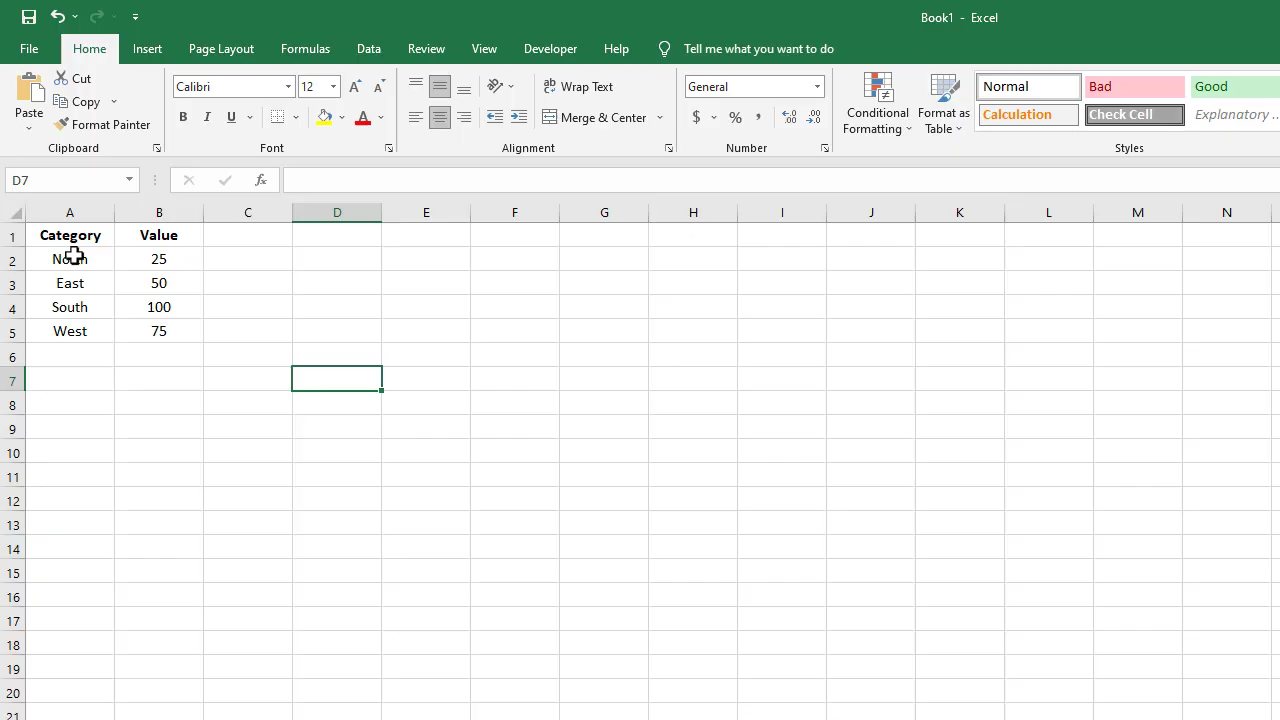 Book1 - Excel
File Home Insert Page Layout Formulas Data Review View Developer Help Tell me what you want to do
Paste
Cut
Copy
Format Painter
Clipboard
Calibri 12
B I U A
Font
Wrap Text
Merge & Center
Alignment
General
$ % ,
Number
Conditional Formatting
Format as Table
Normal Bad Good
Calculation Check Cell Explanatory ...
Styles
D7 fx
A B C D E F G H I J K L M N
1 Category Value
2 North 25
3 East 50
4 South 100
5 West 75
6
7
8
9
10
11
12
13
14
15
16
17
18
19
20
21